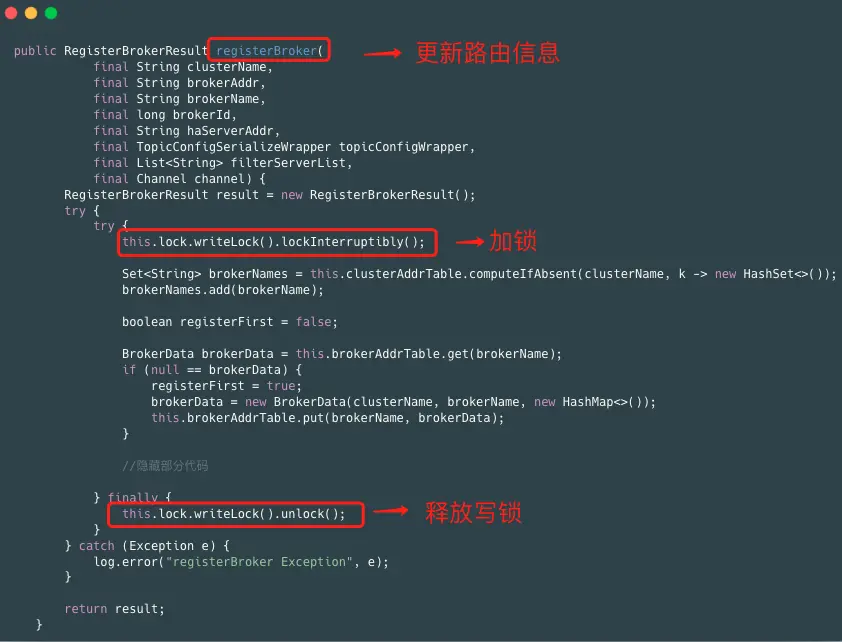 public RegisterBrokerResult registerBroker( 更新路由信息
final String clusterName,
final String brokerAddr,
final String brokerName,
final long brokerId,
final String haServerAddr,
final TopicConfigSerializeWrapper topicConfigWrapper,
final List<String> filterServerList,
final Channel channel) {
RegisterBrokerResult result = new RegisterBrokerResult();
try {
try {
this.lock.writeLock().lockInterruptibly(); 加锁
Set<String> brokerNames = this.clusterAddrTable.computeIfAbsent(clusterName, k -> new HashSet<>());
brokerNames.add(brokerName);
boolean registerFirst = false;
BrokerData brokerData = this.brokerAddrTable.get(brokerName);
if (null == brokerData) {
registerFirst = true;
brokerData = new BrokerData(clusterName, brokerName, new HashMap<>());
this.brokerAddrTable.put(brokerName, brokerData);
}
//隐藏部分代码
} finally {
this.lock.writeLock().unlock(); 释放写锁
}
} catch (Exception e) {
log.error("registerBroker Exception", e);
}
return result;
}